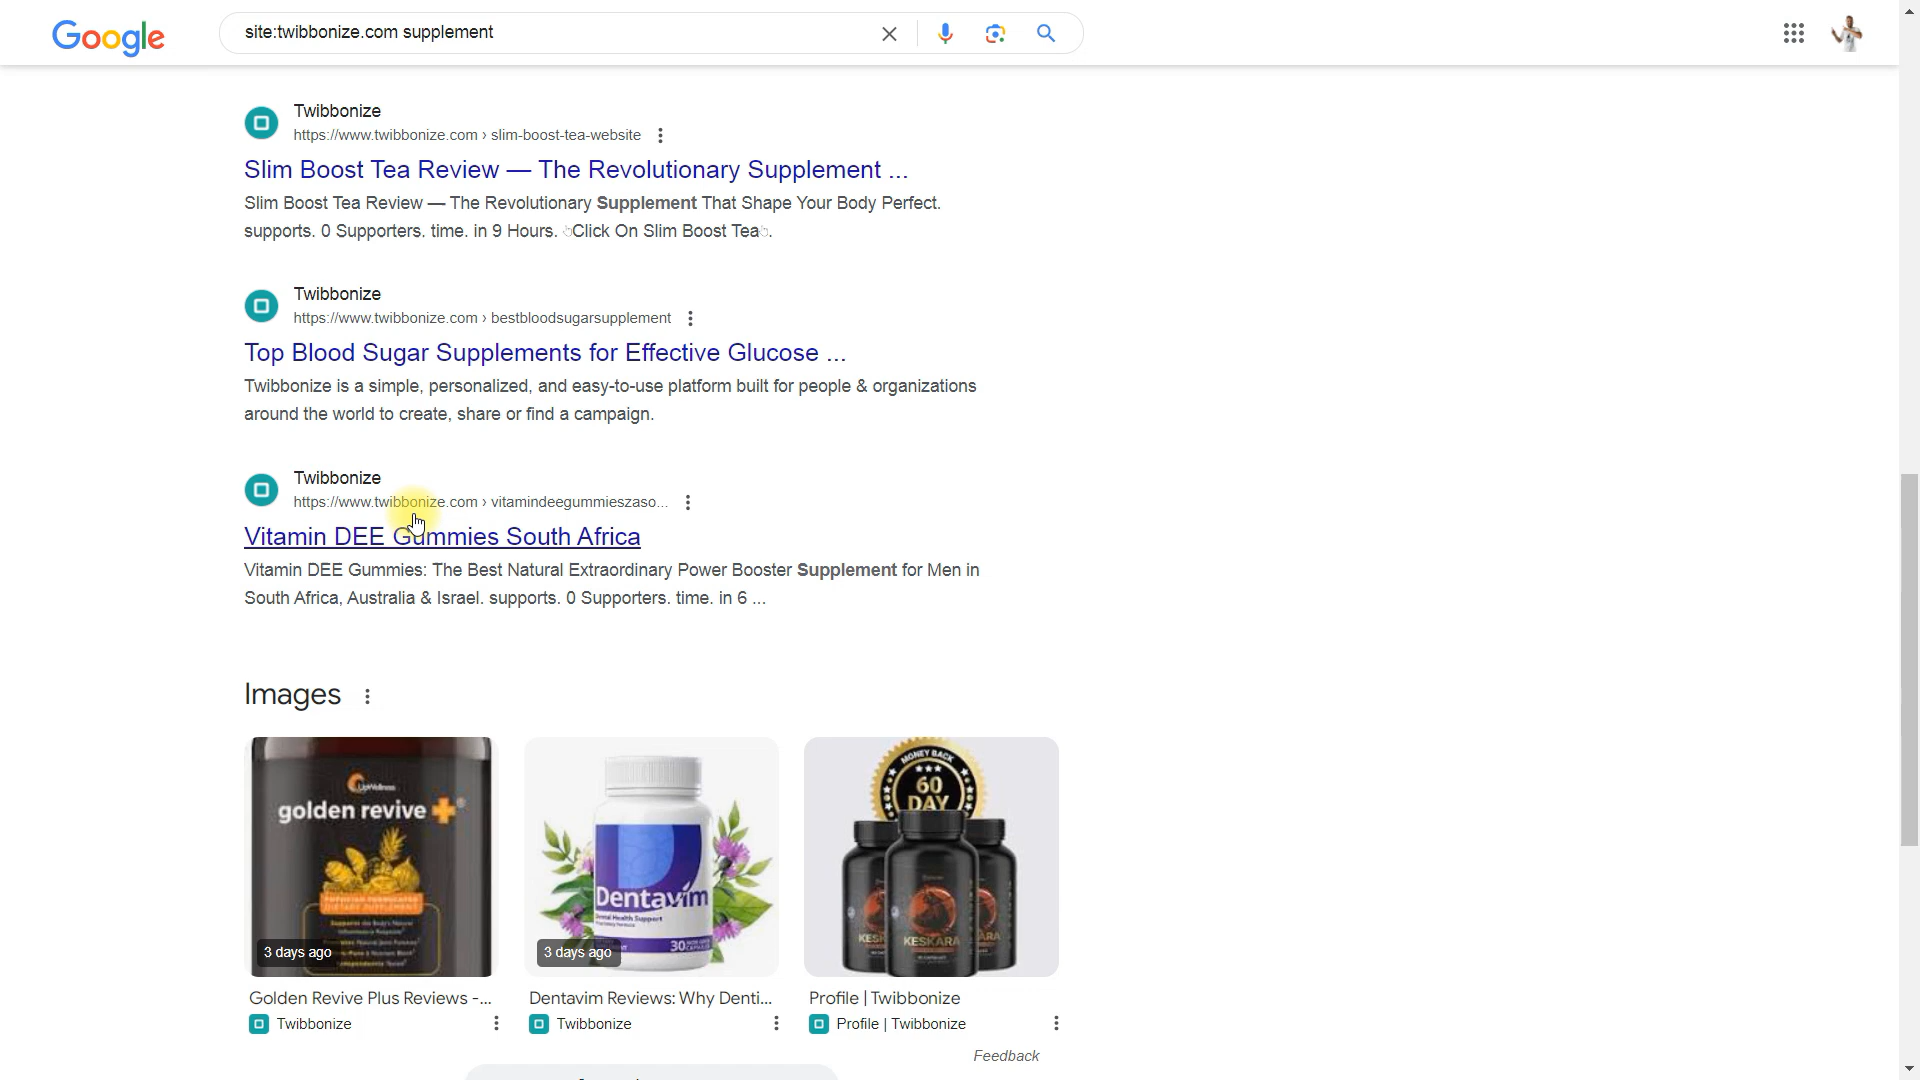 Google
site:twibbonize.com supplement
Twibbonize
https://www.twibbonize.com › slim-boost-tea-website
Slim Boost Tea Review — The Revolutionary Supplement ...
Slim Boost Tea Review — The Revolutionary Supplement That Shape Your Body Perfect.
supports. 0 Supporters. time. in 9 Hours. Click On Slim Boost Tea.
Twibbonize
https://www.twibbonize.com › bestbloodsugarsupplement
Top Blood Sugar Supplements for Effective Glucose ...
Twibbonize is a simple, personalized, and easy-to-use platform built for people & organizations
around the world to create, share or find a campaign.
Twibbonize
https://www.twibbonize.com › vitamindeegummieszaso...
Vitamin DEE Gummies South Africa
Vitamin DEE Gummies: The Best Natural Extraordinary Power Booster Supplement for Men in
South Africa, Australia & Israel. supports. 0 Supporters. time. in 6 ...
Images
UpWellness
golden revive +
3 days ago
Dentavim
Dental Health Support
30
3 days ago
MONEY BACK
60
DAY
KESKARA
Golden Revive Plus Reviews -...
Twibbonize
Dentavim Reviews: Why Denti...
Twibbonize
Profile | Twibbonize
Profile | Twibbonize
Feedback